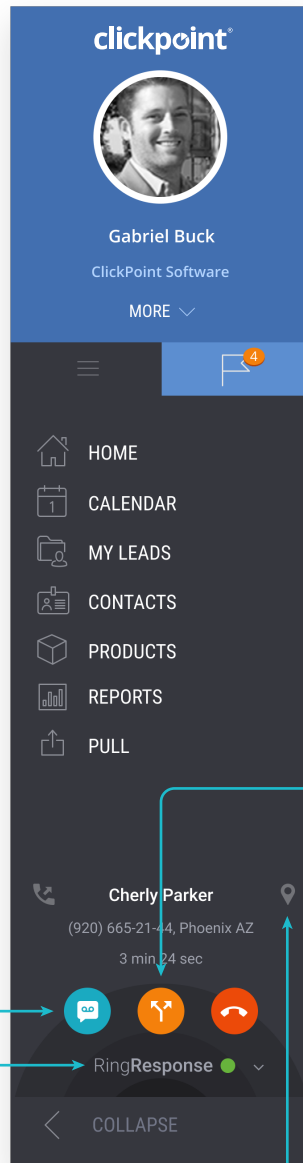 clickpoint®
Gabriel Buck
ClickPoint Software
MORE
4
HOME
1
CALENDAR
MY LEADS
CONTACTS
PRODUCTS
REPORTS
PULL
Cherly Parker
(920) 665-21-44, Phoenix AZ
3 min 24 sec
RingResponse
COLLAPSE